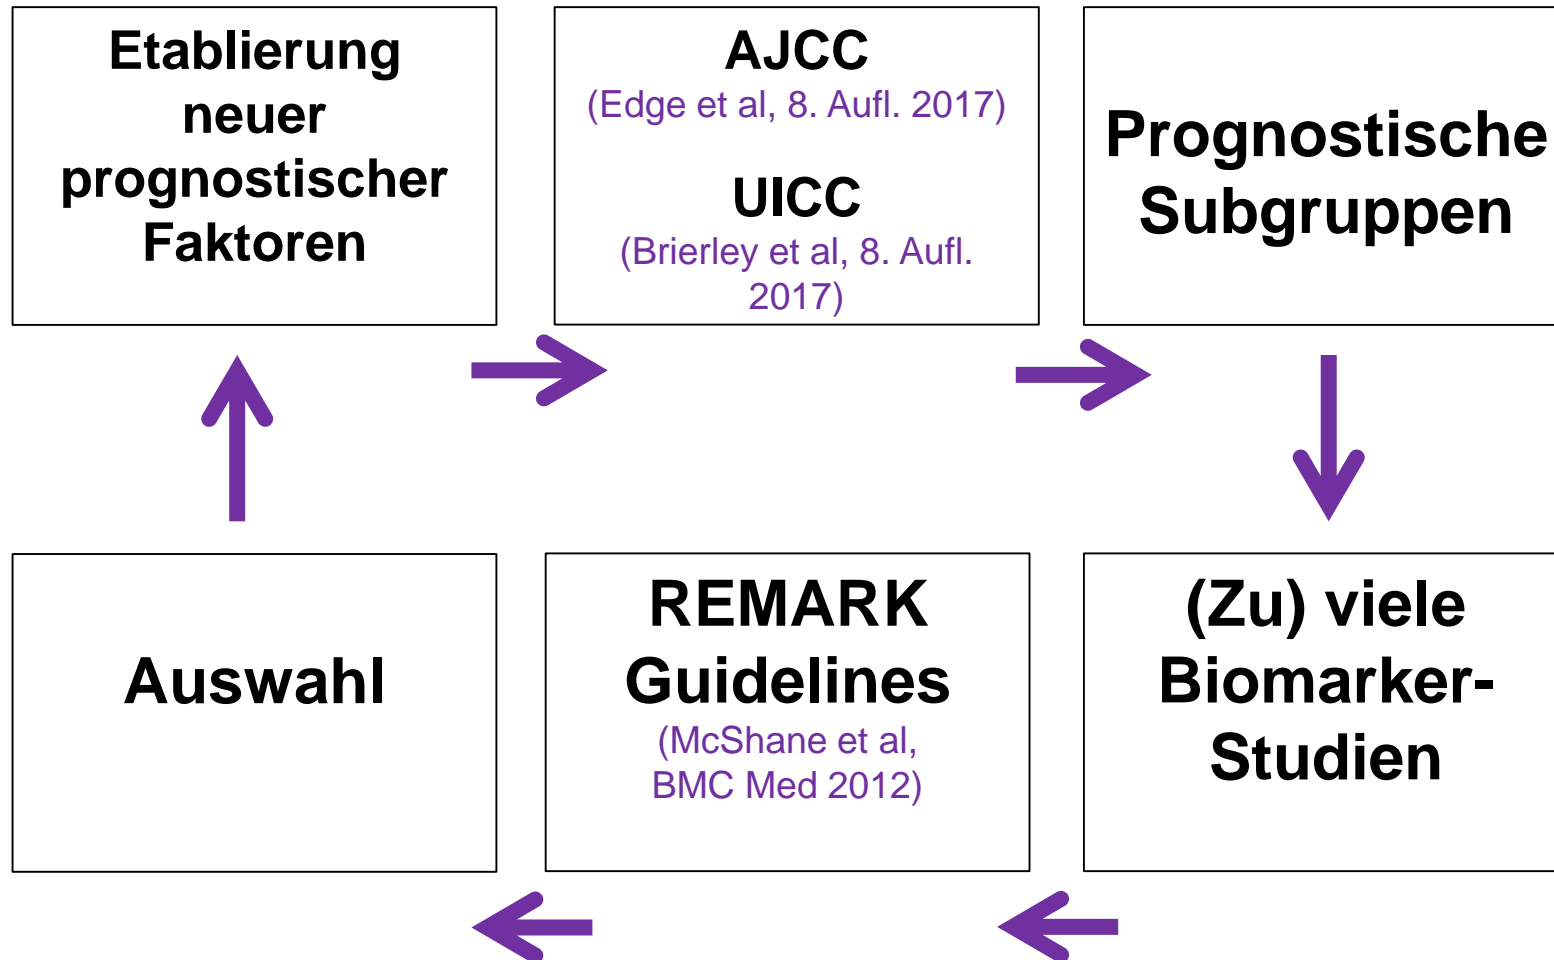 Etablierung
neuer
prognostischer
Faktoren
AJCC
(Edge et al, 8. Aufl. 2017)
UICC
(Brierley et al, 8. Aufl.
2017)
Prognostische
Subgruppen
Auswahl
REMARK
Guidelines
(McShane et al,
BMC Med 2012)
(Zu) viele
Biomarker-
Studien